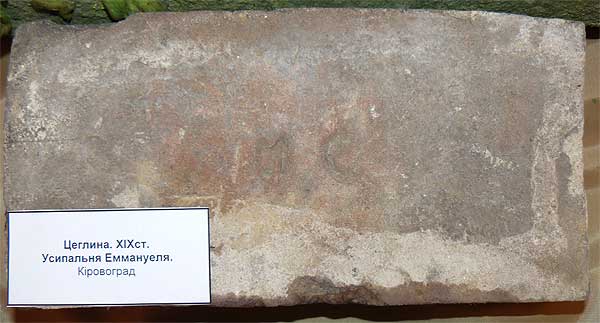 М С
Цеглина. XIXст.
Усипальня Еммануеля.
Кіровоград